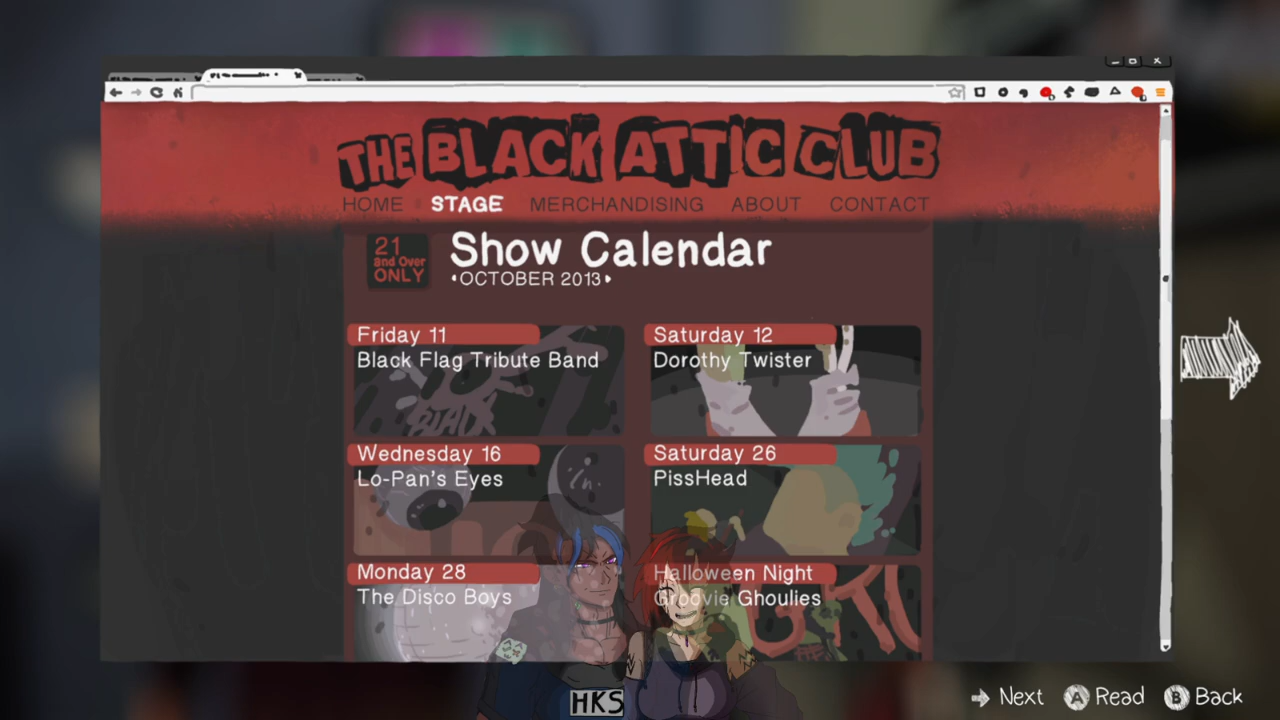 THE BLACK ATTIC CLUB
HOME STAGE MERCHANDISING ABOUT CONTACT
21
and Over
ONLY
Show Calendar
OCTOBER 2013
Friday 11
Black Flag Tribute Band
BLACK
Saturday 12
Dorothy Twister
Wednesday 16
Lo-Pan's Eyes
Saturday 26
PissHead
Monday 28
The Disco Boys
Halloween Night
Groovie Ghoulies
HKS
Next A Read B Back